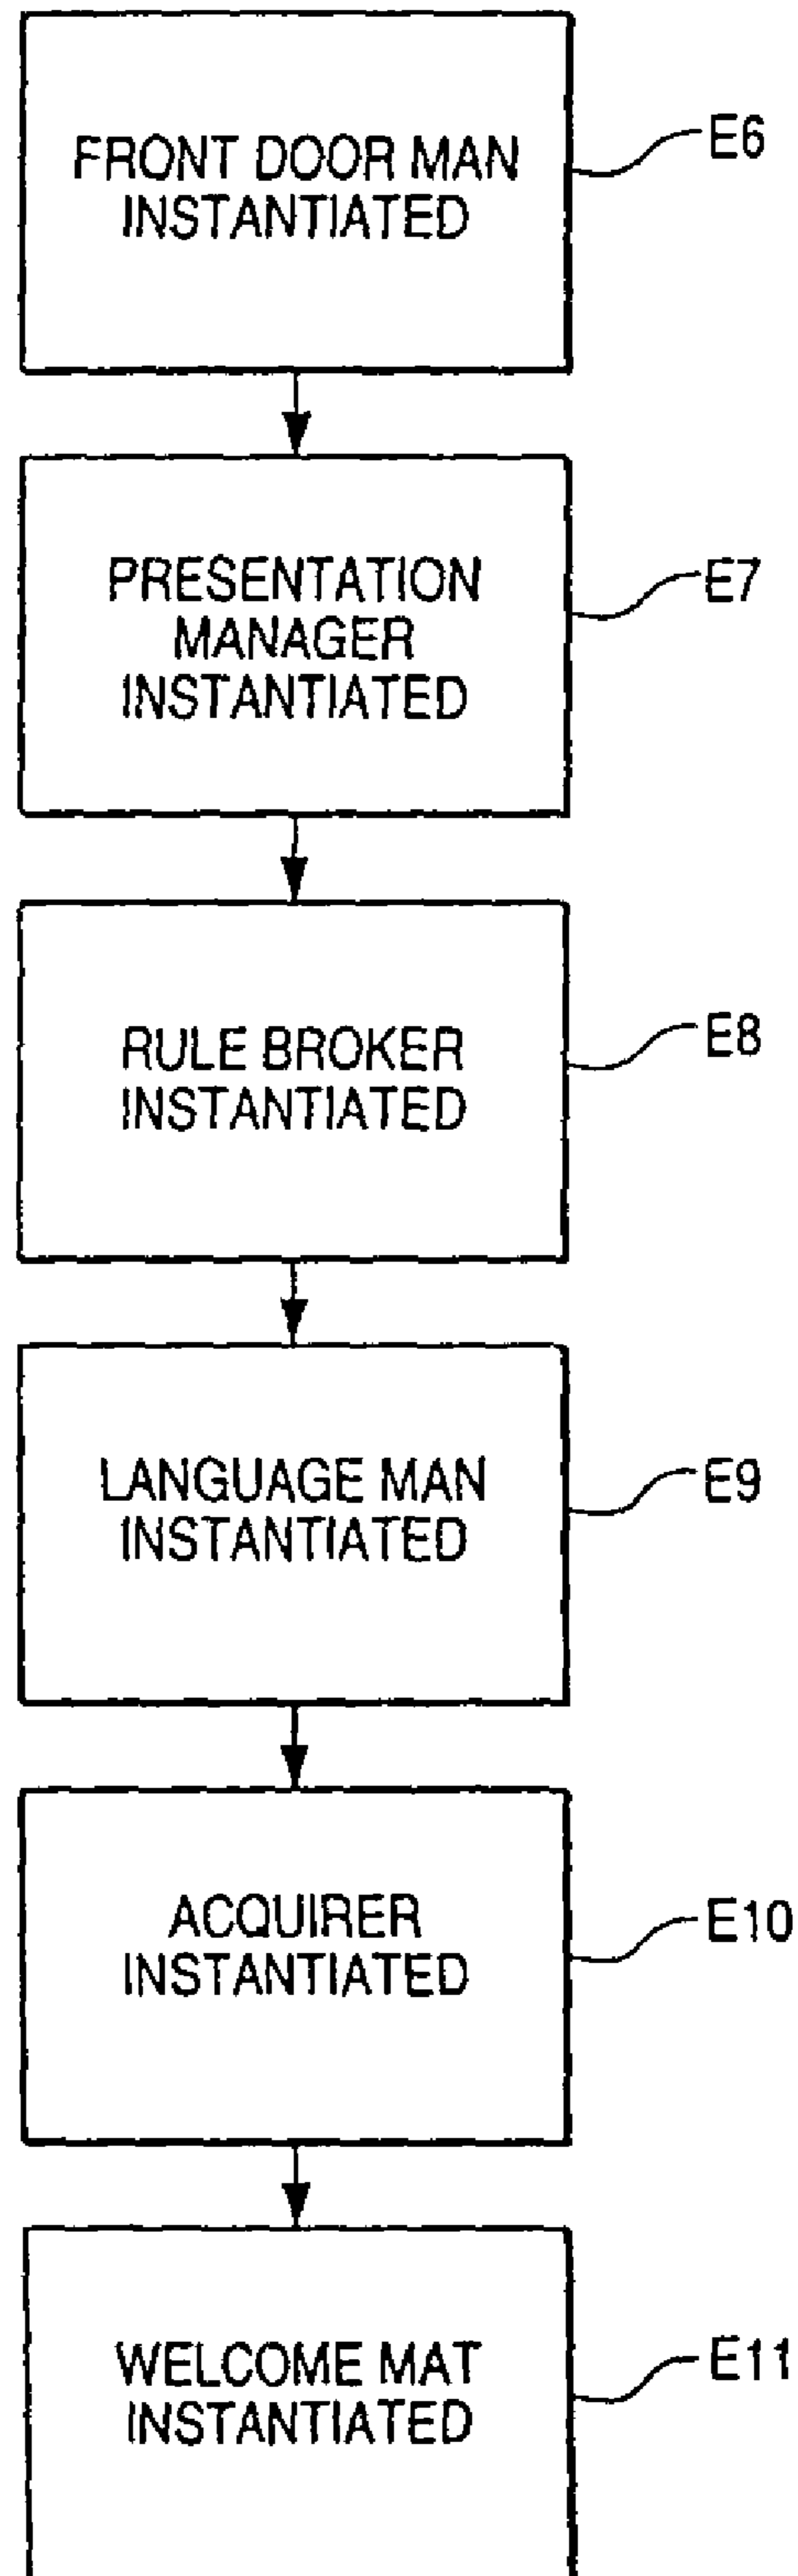 FRONT DOOR MAN
INSTANTIATED
E6
PRESENTATION
MANAGER
INSTANTIATED
E7
RULE BROKER
INSTANTIATED
E8
LANGUAGE MAN
INSTANTIATED
E9
ACQUIRER
INSTANTIATED
E10
WELCOME MAT
INSTANTIATED
E11